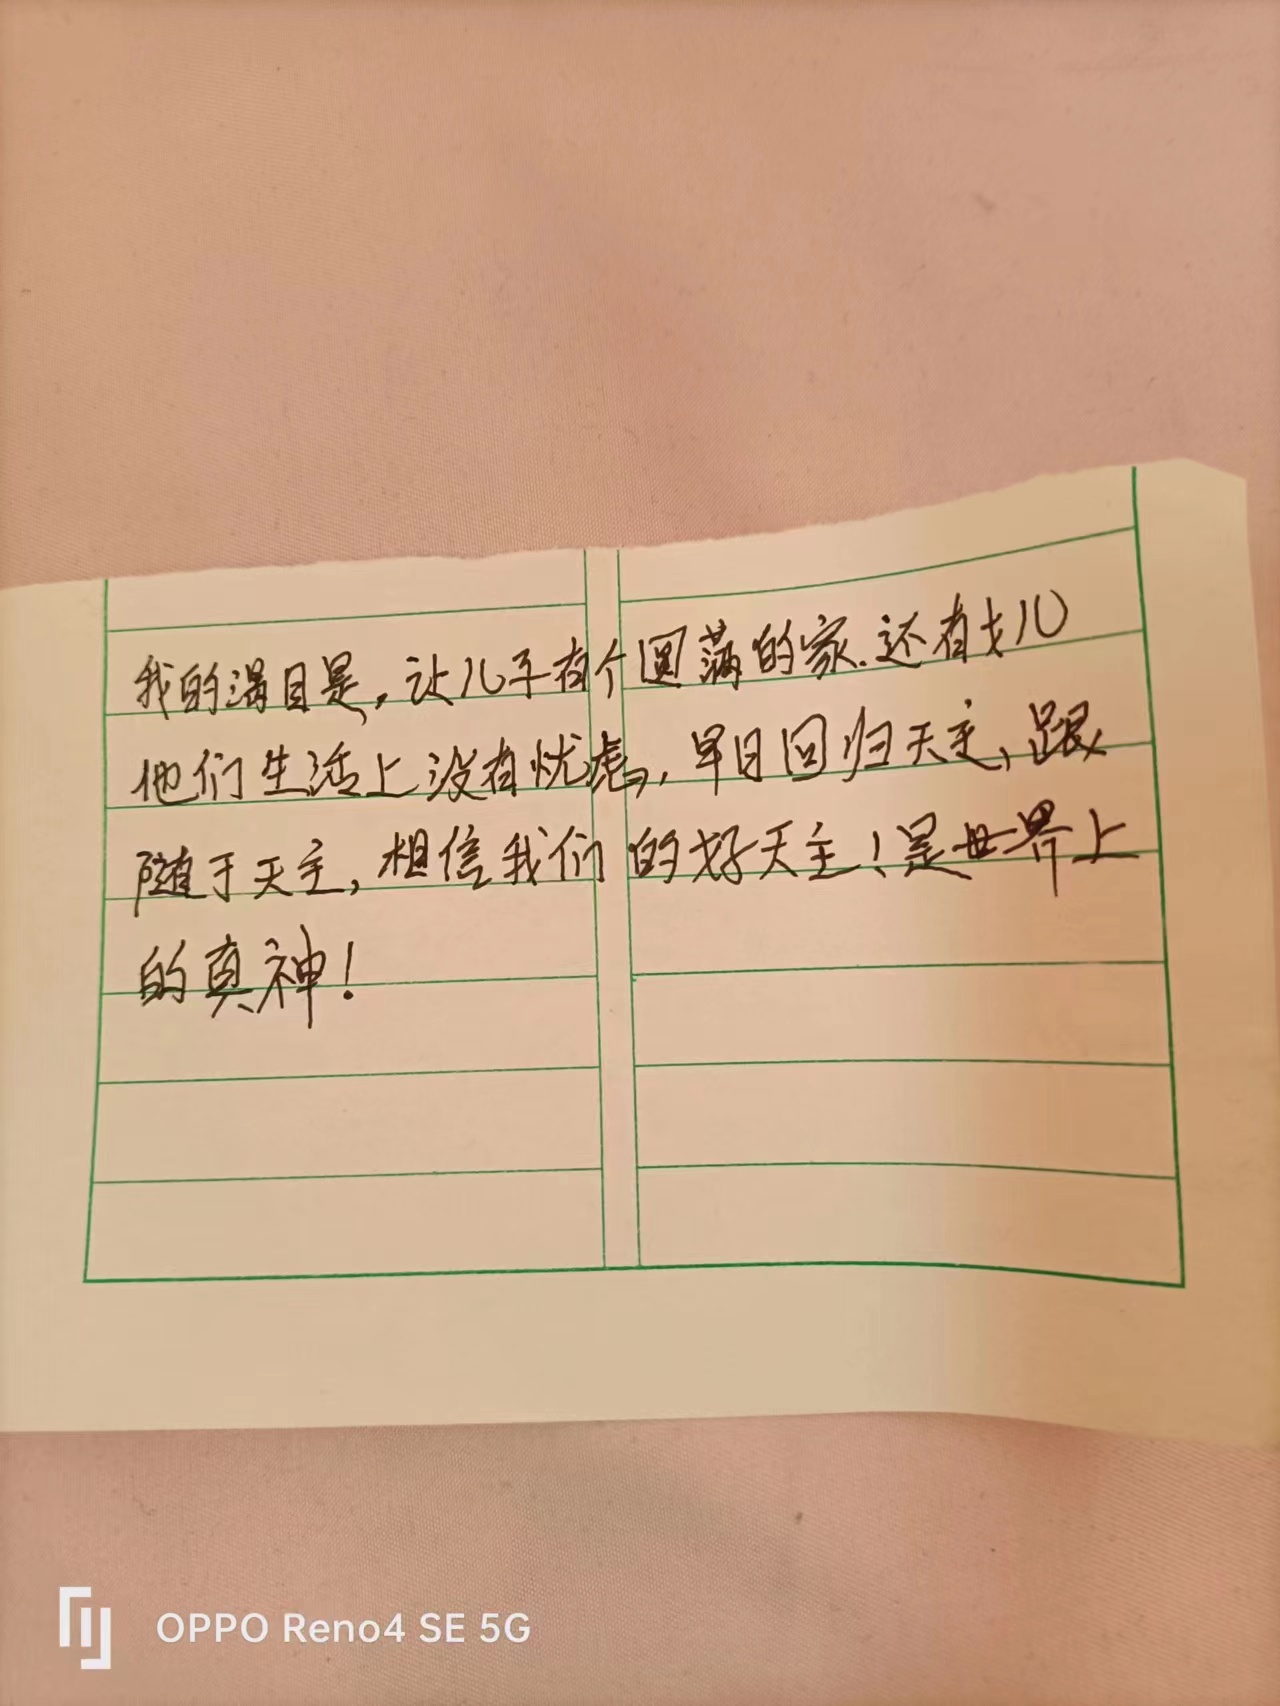 我的渴目是，让儿子有个圆满的家.还有女儿
他们生活上没有忧虑，早日回归天主、跟
随于天主，相信我们的好天主！是世界上
的真神！
OPPO Reno4 SE 5G